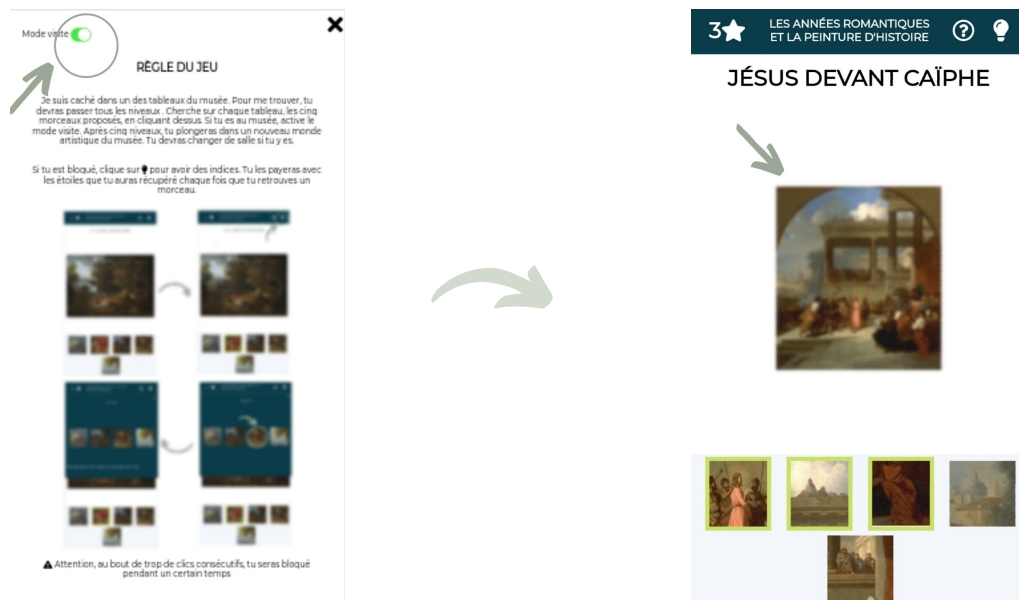 Mode visite
RÈGLE DU JEU
Je suis caché dans un des tableaux du musée. Pour me trouver, tu
devras passer tous les niveaux . Cherche sur chaque tableau, les cinq
morceaux proposés, en cliquant dessus. Si tu es au musée, active le
mode visite. Après cinq niveaux, tu plongeras dans un nouveau monde
artistique du musée. Tu devras changer de salle si tu y es.
Si tu est bloqué, clique sur pour avoir des indices. Tu les payeras avec
les étoiles que tu auras récupéré chaque fois que tu retrouves un
morceau.
Attention, au bout de trop de clics consécutifs, tu seras bloqué
pendant un certain temps
3
LES ANNÉES ROMANTIQUES
ET LA PEINTURE D'HISTOIRE
?
JÉSUS DEVANT CAÏPHE